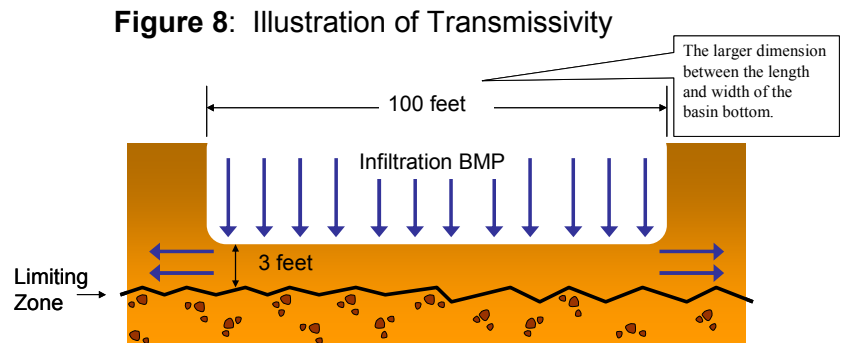 Figure 8: Illustration of Transmissivity
The larger dimension
between the length
and width of the
basin bottom.
100 feet
Infiltration BMP
3 feet
Limiting
Zone